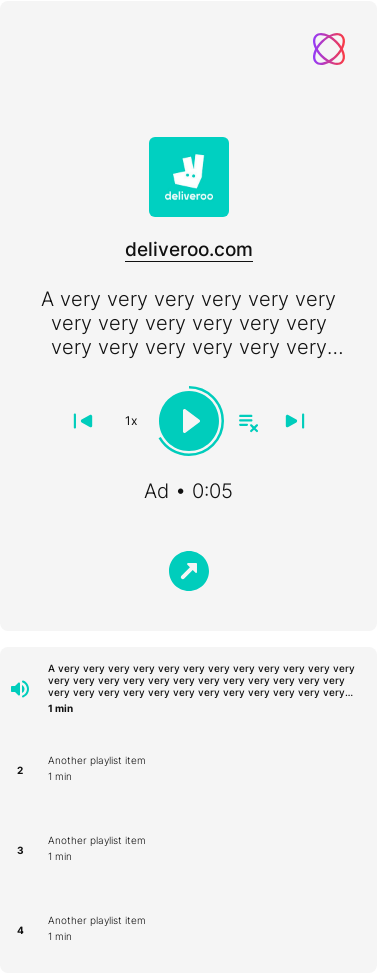 deliveroo
deliveroo.com
A very very very very very very
very very very very very very
very very very very very very...
1x
Ad • 0:05
A very very very very very very very very very very very very
very very very very very very very very very very very very
very very very very very very very very very very very very...
1 min
2
Another playlist item
1 min
3
Another playlist item
1 min
4
Another playlist item
1 min